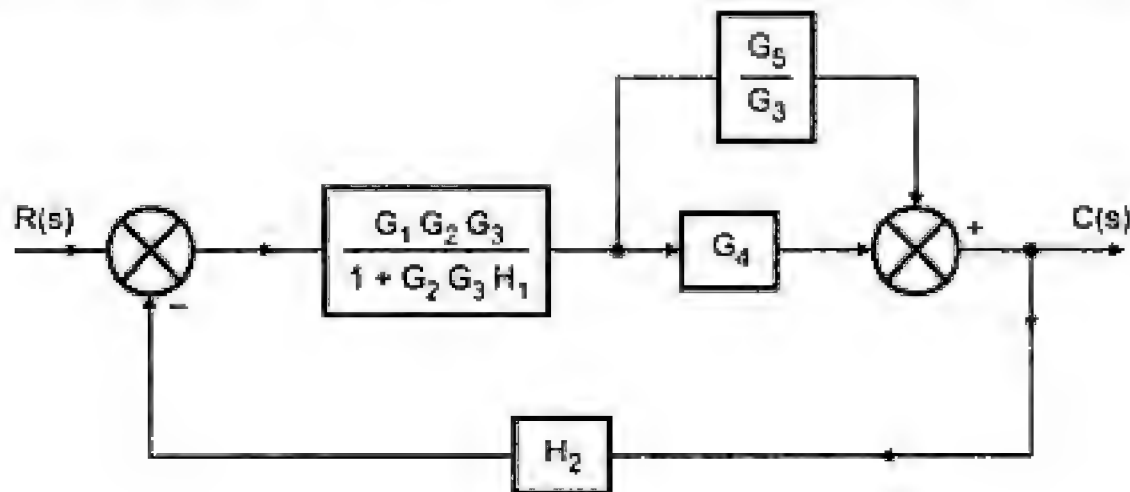 G5
G3
R(s)
G1 G2 G3
1 + G2 G3 H1
G4
+
C(s)
−
H2